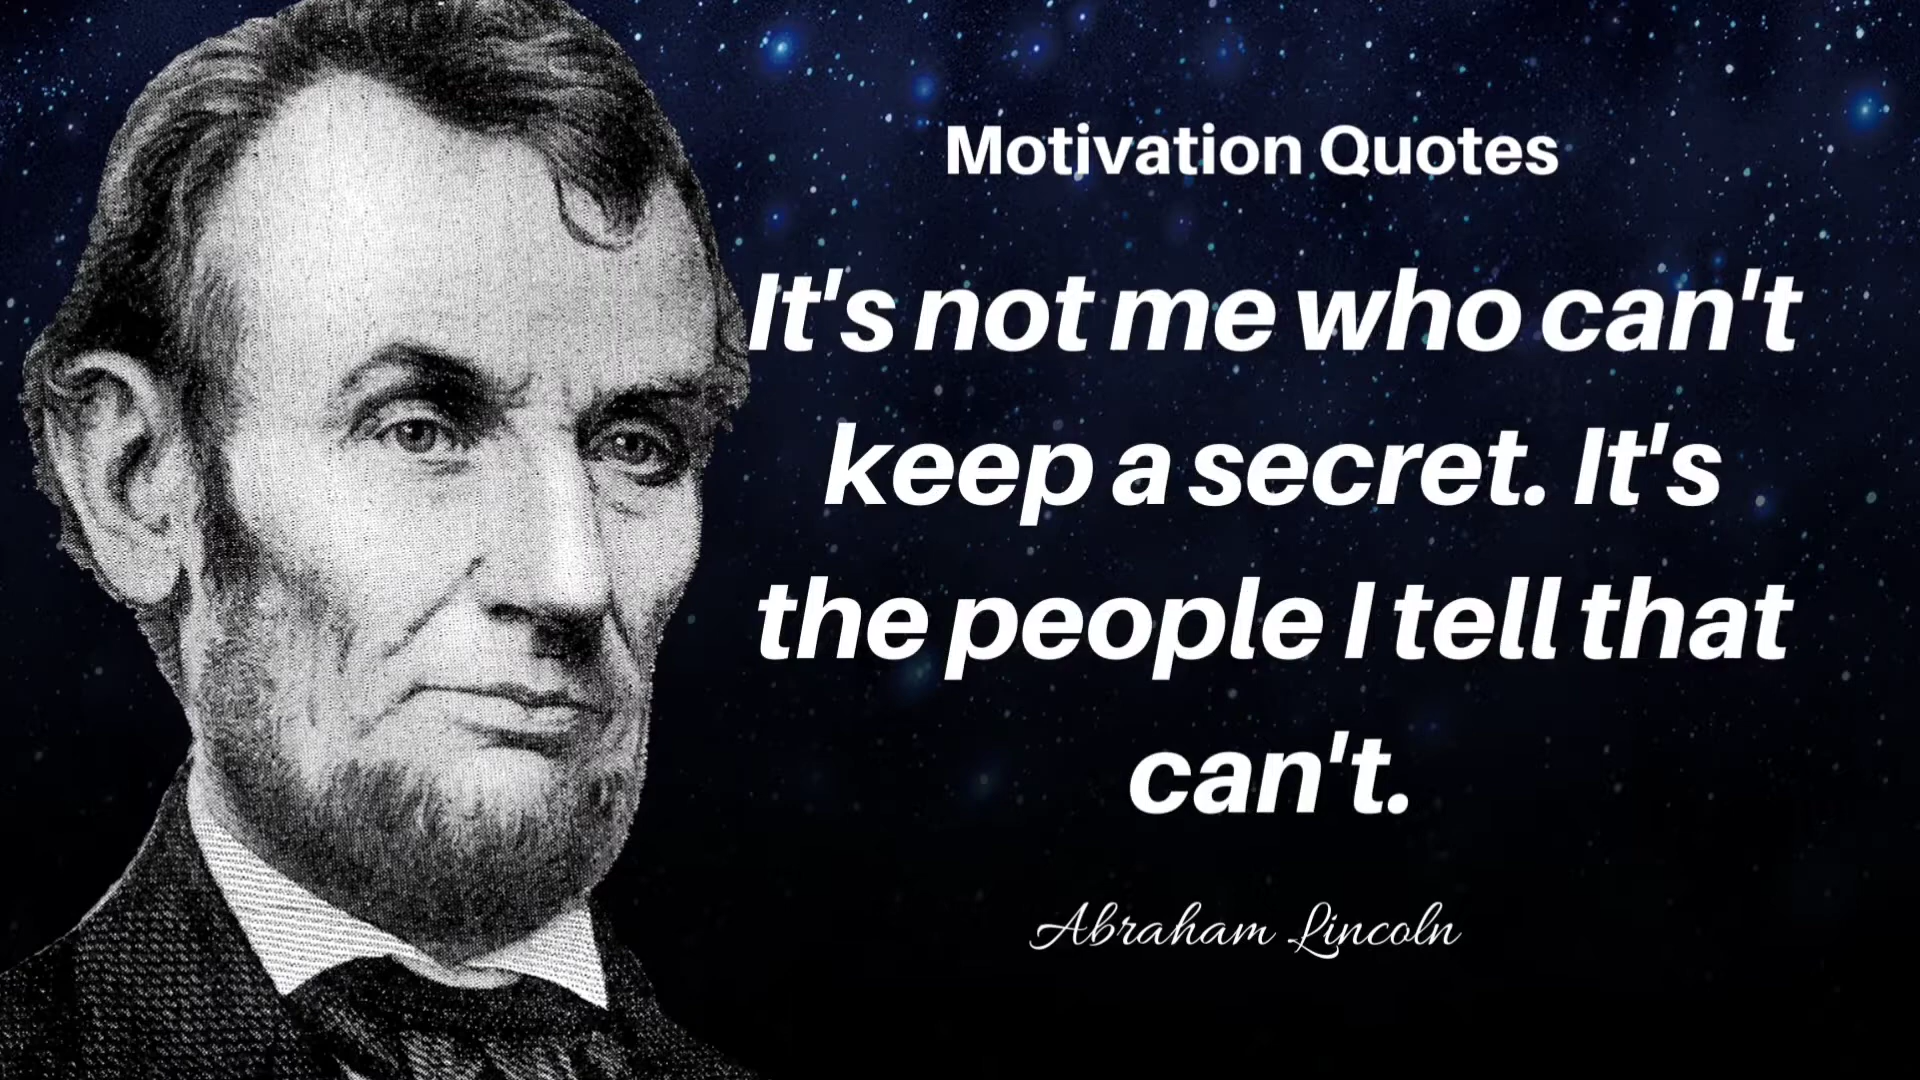 Motivation Quotes
It's not me who can't
keep a secret. It's
the people I tell that
can't.
Abraham Lincoln